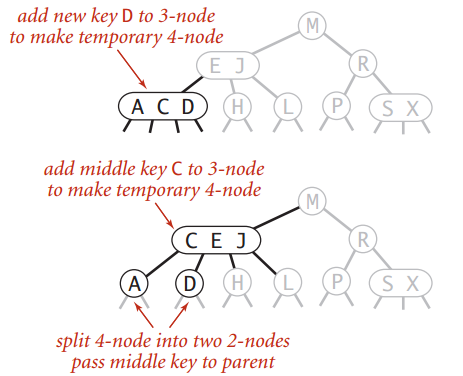 add new key D to 3-node
to make temporary 4-node
M
E J
R
A C D
H
L
P
S X
add middle key C to 3-node
to make temporary 4-node
M
C E J
R
A
D
H
L
P
S X
split 4-node into two 2-nodes
pass middle key to parent